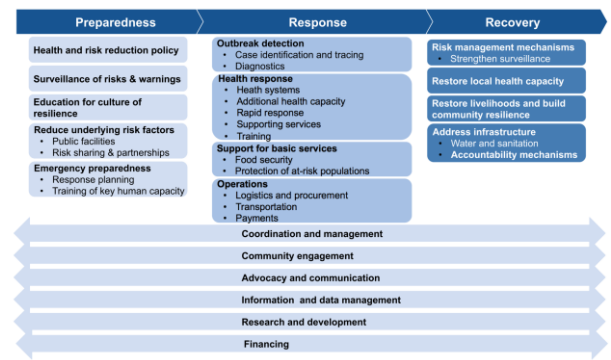 Preparedness
Response
Recovery
Health and risk reduction policy
Surveillance of risks & warnings
Education for culture of
resilience
Reduce underlying risk factors
• Public facilities
• Risk sharing & partnerships
Emergency preparedness
• Response planning
• Training of key human capacity
Outbreak detection
• Case identification and tracing
• Diagnostics
Health response
• Heath systems
• Additional health capacity
• Rapid response
• Supporting services
• Training
Support for basic services
• Food security
• Protection of at-risk populations
Operations
• Logistics and procurement
• Transportation
• Payments
Risk management mechanisms
• Strengthen surveillance
Restore local health capacity
Restore livelihoods and build
community resilience
Address infrastructure
• Water and sanitation
• Accountability mechanisms
Coordination and management
Community engagement
Advocacy and communication
Information and data management
Research and development
Financing